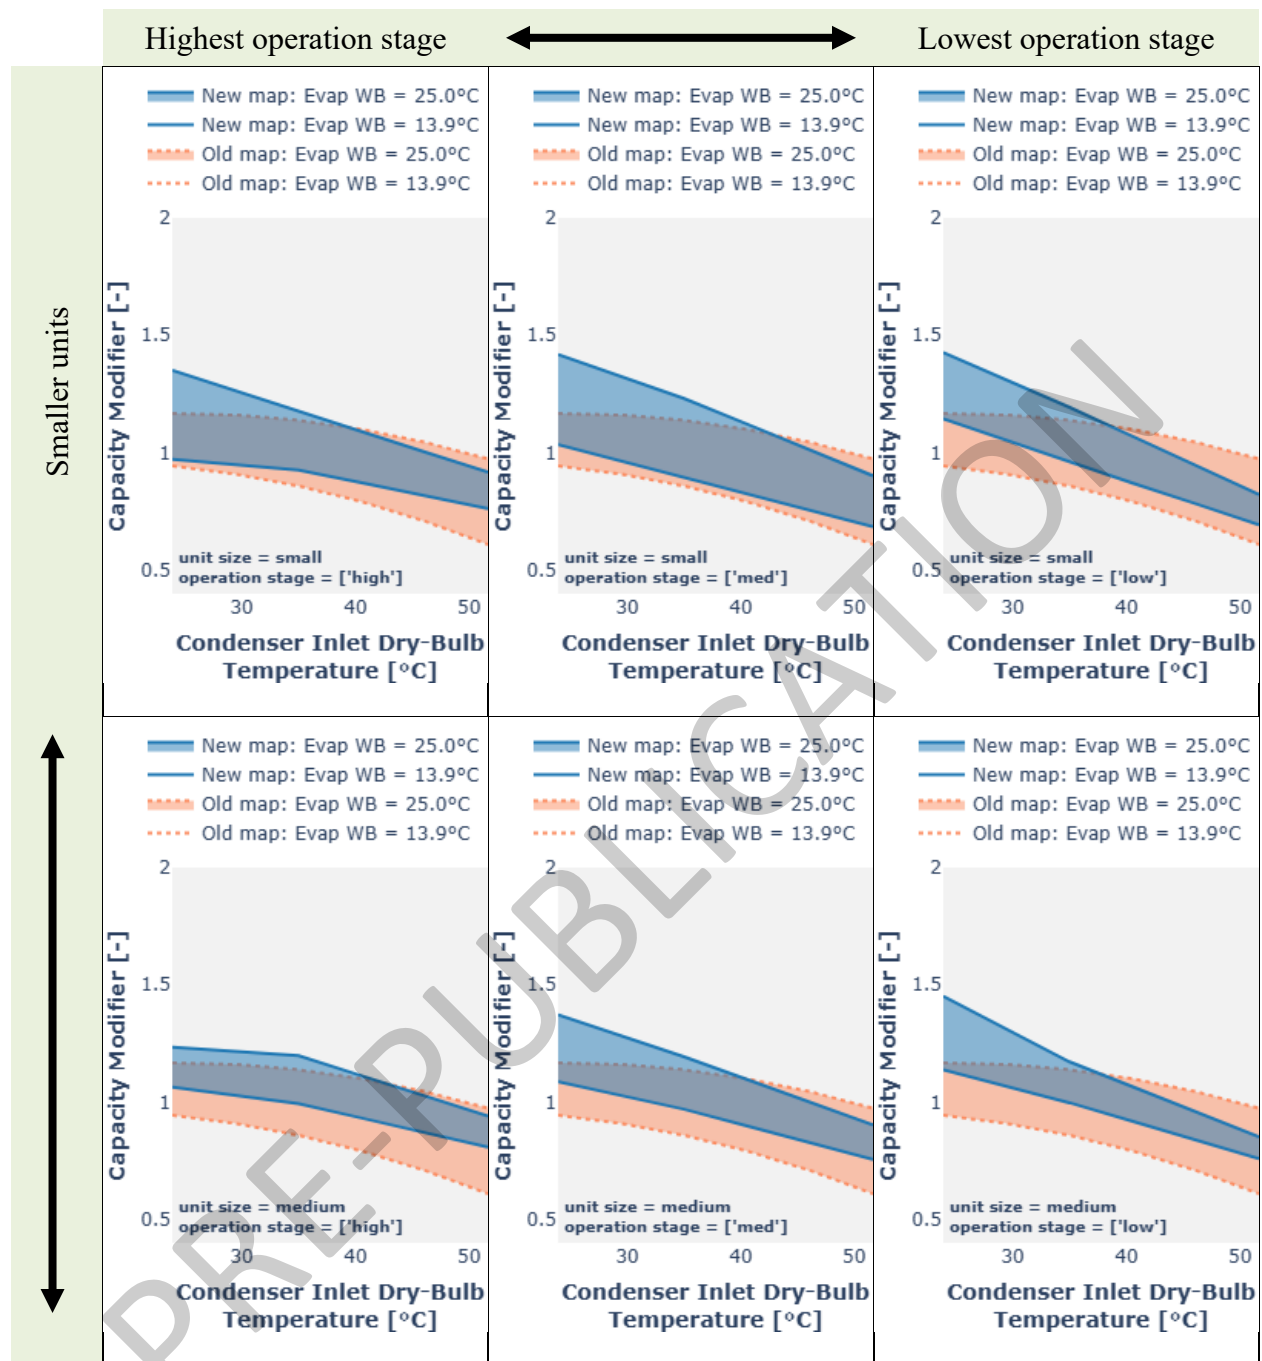 Highest operation stage
Lowest operation stage
Smaller units
New map: Evap WB = 25.0°C
New map: Evap WB = 13.9°C
Old map: Evap WB = 25.0°C
Old map: Evap WB = 13.9°C
2
1.5
1
0.5
Capacity Modifier [-]
unit size = small
operation stage = ['high']
30 40 50
Condenser Inlet Dry-Bulb
Temperature [°C]
New map: Evap WB = 25.0°C
New map: Evap WB = 13.9°C
Old map: Evap WB = 25.0°C
Old map: Evap WB = 13.9°C
2
1.5
1
0.5
Capacity Modifier [-]
unit size = small
operation stage = ['med']
30 40 50
Condenser Inlet Dry-Bulb
Temperature [°C]
New map: Evap WB = 25.0°C
New map: Evap WB = 13.9°C
Old map: Evap WB = 25.0°C
Old map: Evap WB = 13.9°C
2
1.5
1
0.5
Capacity Modifier [-]
unit size = small
operation stage = ['low']
30 40 50
Condenser Inlet Dry-Bulb
Temperature [°C]
New map: Evap WB = 25.0°C
New map: Evap WB = 13.9°C
Old map: Evap WB = 25.0°C
Old map: Evap WB = 13.9°C
2
1.5
1
0.5
Capacity Modifier [-]
unit size = medium
operation stage = ['high']
30 40 50
Condenser Inlet Dry-Bulb
Temperature [°C]
New map: Evap WB = 25.0°C
New map: Evap WB = 13.9°C
Old map: Evap WB = 25.0°C
Old map: Evap WB = 13.9°C
2
1.5
1
0.5
Capacity Modifier [-]
unit size = medium
operation stage = ['med']
30 40 50
Condenser Inlet Dry-Bulb
Temperature [°C]
New map: Evap WB = 25.0°C
New map: Evap WB = 13.9°C
Old map: Evap WB = 25.0°C
Old map: Evap WB = 13.9°C
2
1.5
1
0.5
Capacity Modifier [-]
unit size = medium
operation stage = ['low']
30 40 50
Condenser Inlet Dry-Bulb
Temperature [°C]
PRE-PUBLICATION